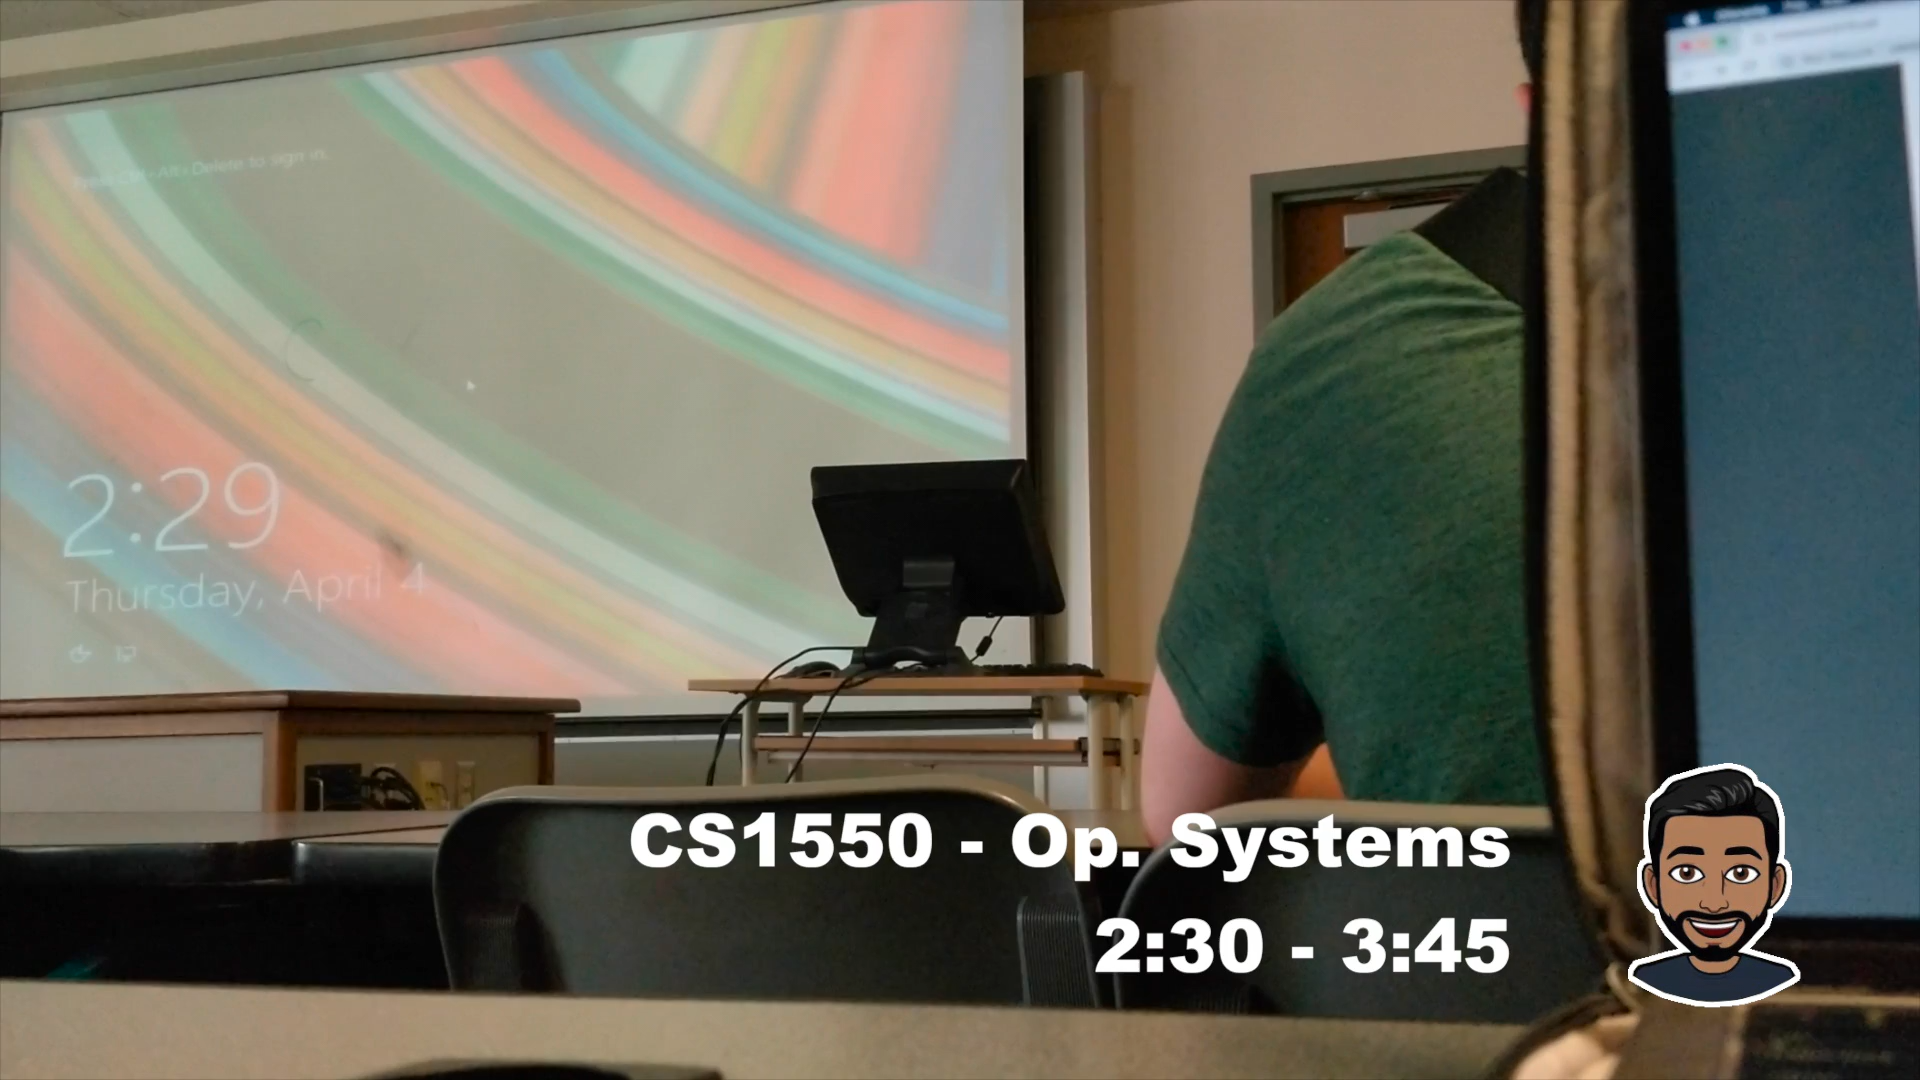 Press Ctrl+Alt+Delete to sign in.
2:29
Thursday, April 4
CS1550 - Op. Systems
2:30 - 3:45